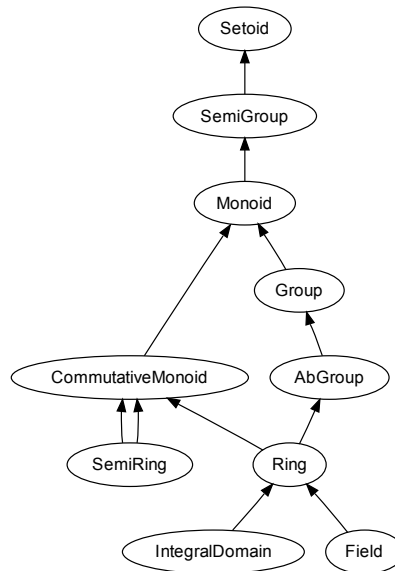 Setoid
SemiGroup
Monoid
Group
CommutativeMonoid
AbGroup
SemiRing
Ring
IntegralDomain
Field